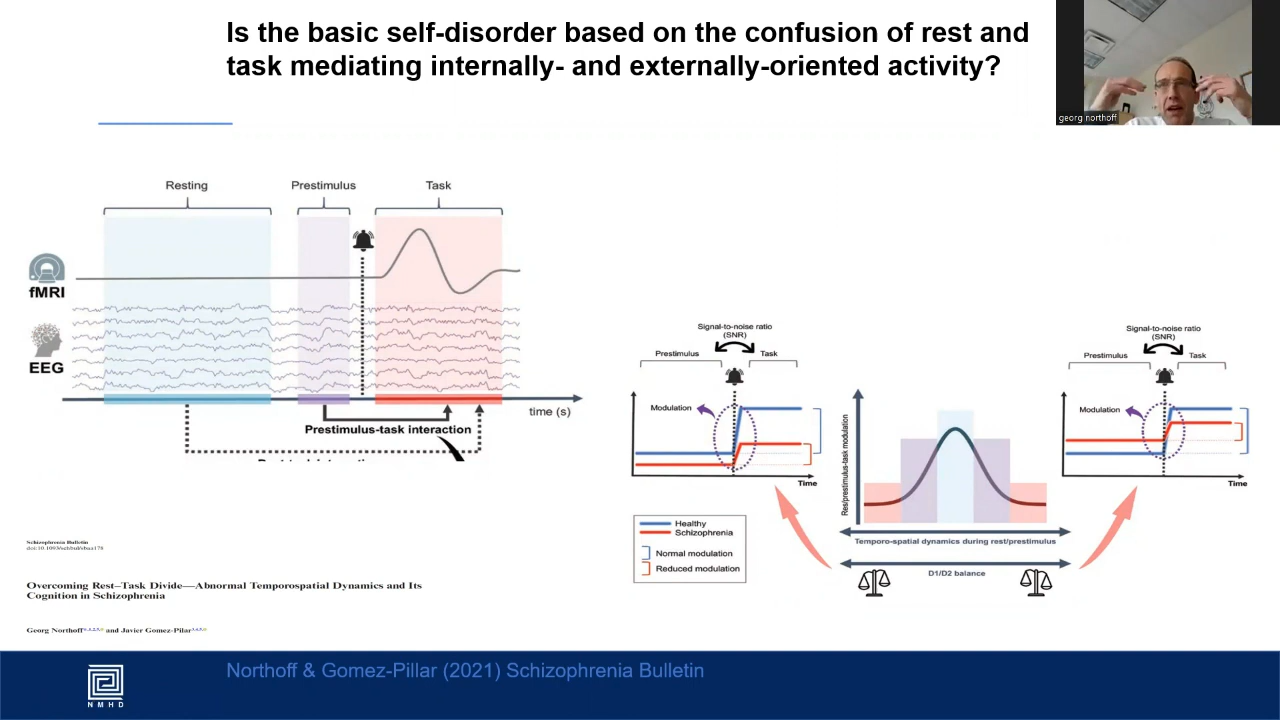 Is the basic self-disorder based on the confusion of rest and
task mediating internally- and externally-oriented activity?
georg northoff
Resting
Prestimulus
Task
fMRI
EEG
time (s)
Prestimulus-task interaction
Signal-to-noise ratio
(SNR)
Prestimulus
Task
Modulation
Time
Healthy
Schizophrenia
Normal modulation
Reduced modulation
Res/prestimulus-task modulation
Temporo-spatial dynamics during rest/prestimulus
D1/D2 balance
Signal-to-noise ratio
(SNR)
Prestimulus
Task
Modulation
Time
Schizophrenia Bulletin
Overcoming Rest–Task Divide—Abnormal Temporospatial Dynamics and Its
Cognition in Schizophrenia
Georg Northoff and Javier Gomez-Pilar
Northoff & Gomez-Pillar (2021) Schizophrenia Bulletin
NMHD